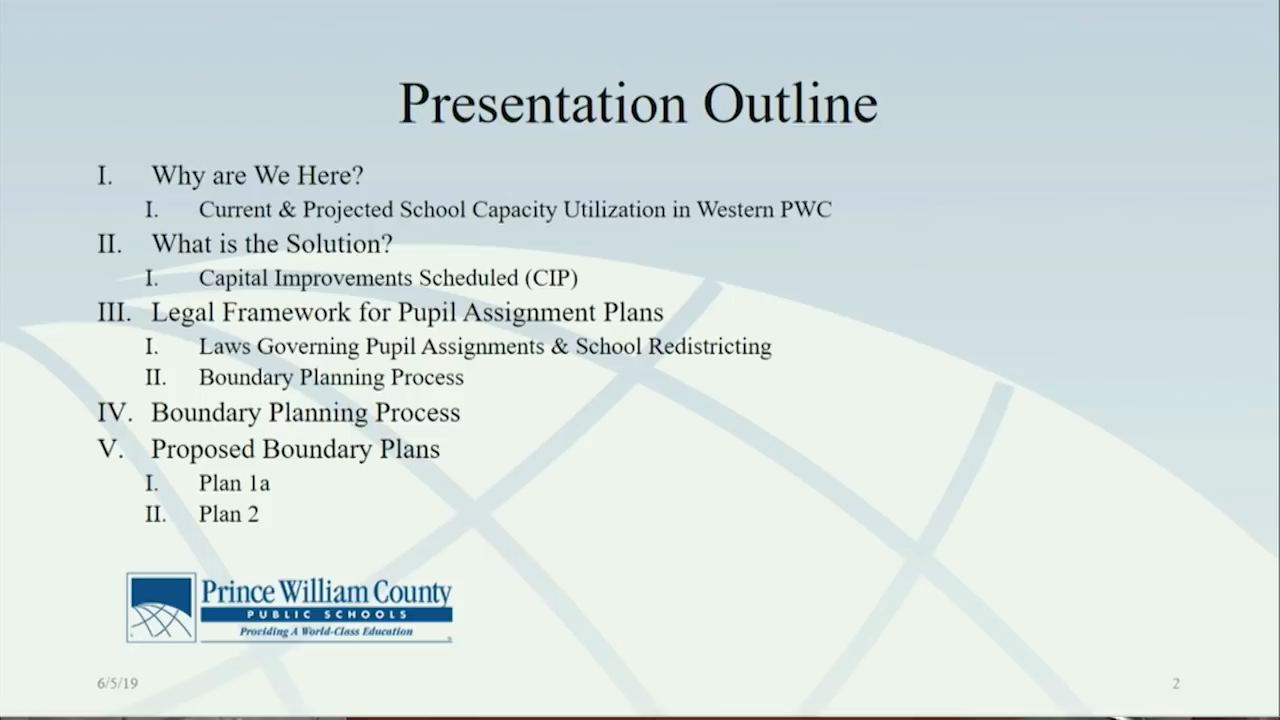 Presentation Outline
I. Why are We Here?
I. Current & Projected School Capacity Utilization in Western PWC
II. What is the Solution?
I. Capital Improvements Scheduled (CIP)
III. Legal Framework for Pupil Assignment Plans
I. Laws Governing Pupil Assignments & School Redistricting
II. Boundary Planning Process
IV. Boundary Planning Process
V. Proposed Boundary Plans
I. Plan 1a
II. Plan 2
Prince William County
PUBLIC SCHOOLS
Providing A World-Class Education
6/5/19
2